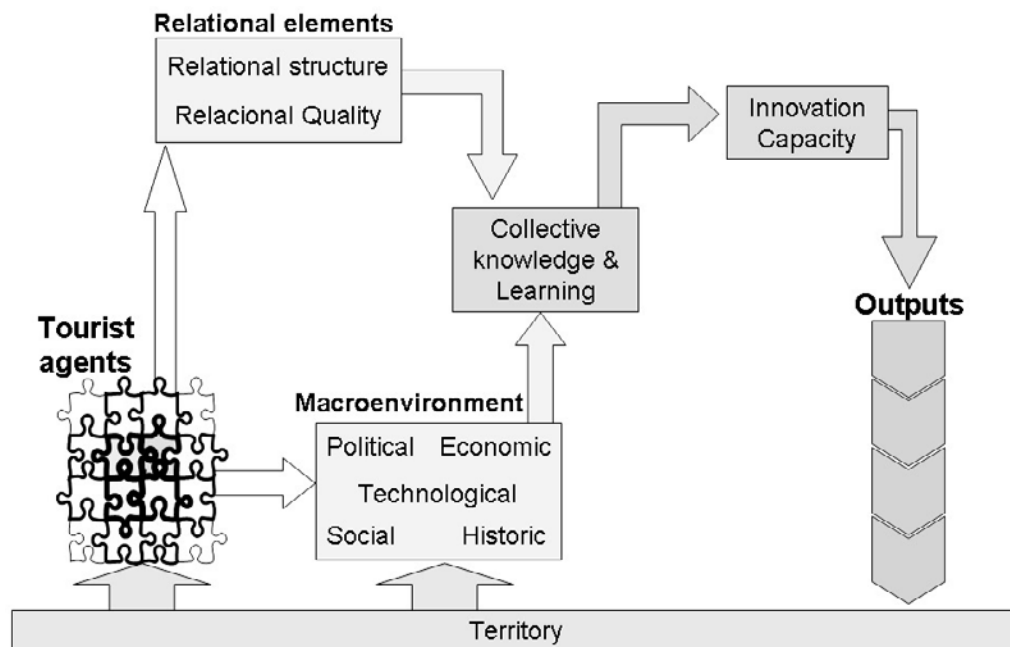 Relational elements
Relational structure
Relacional Quality
Innovation
Capacity
Collective
knowledge &
Learning
Outputs
Tourist
agents
Macroenvironment
Political Economic
Technological
Social Historic
Territory